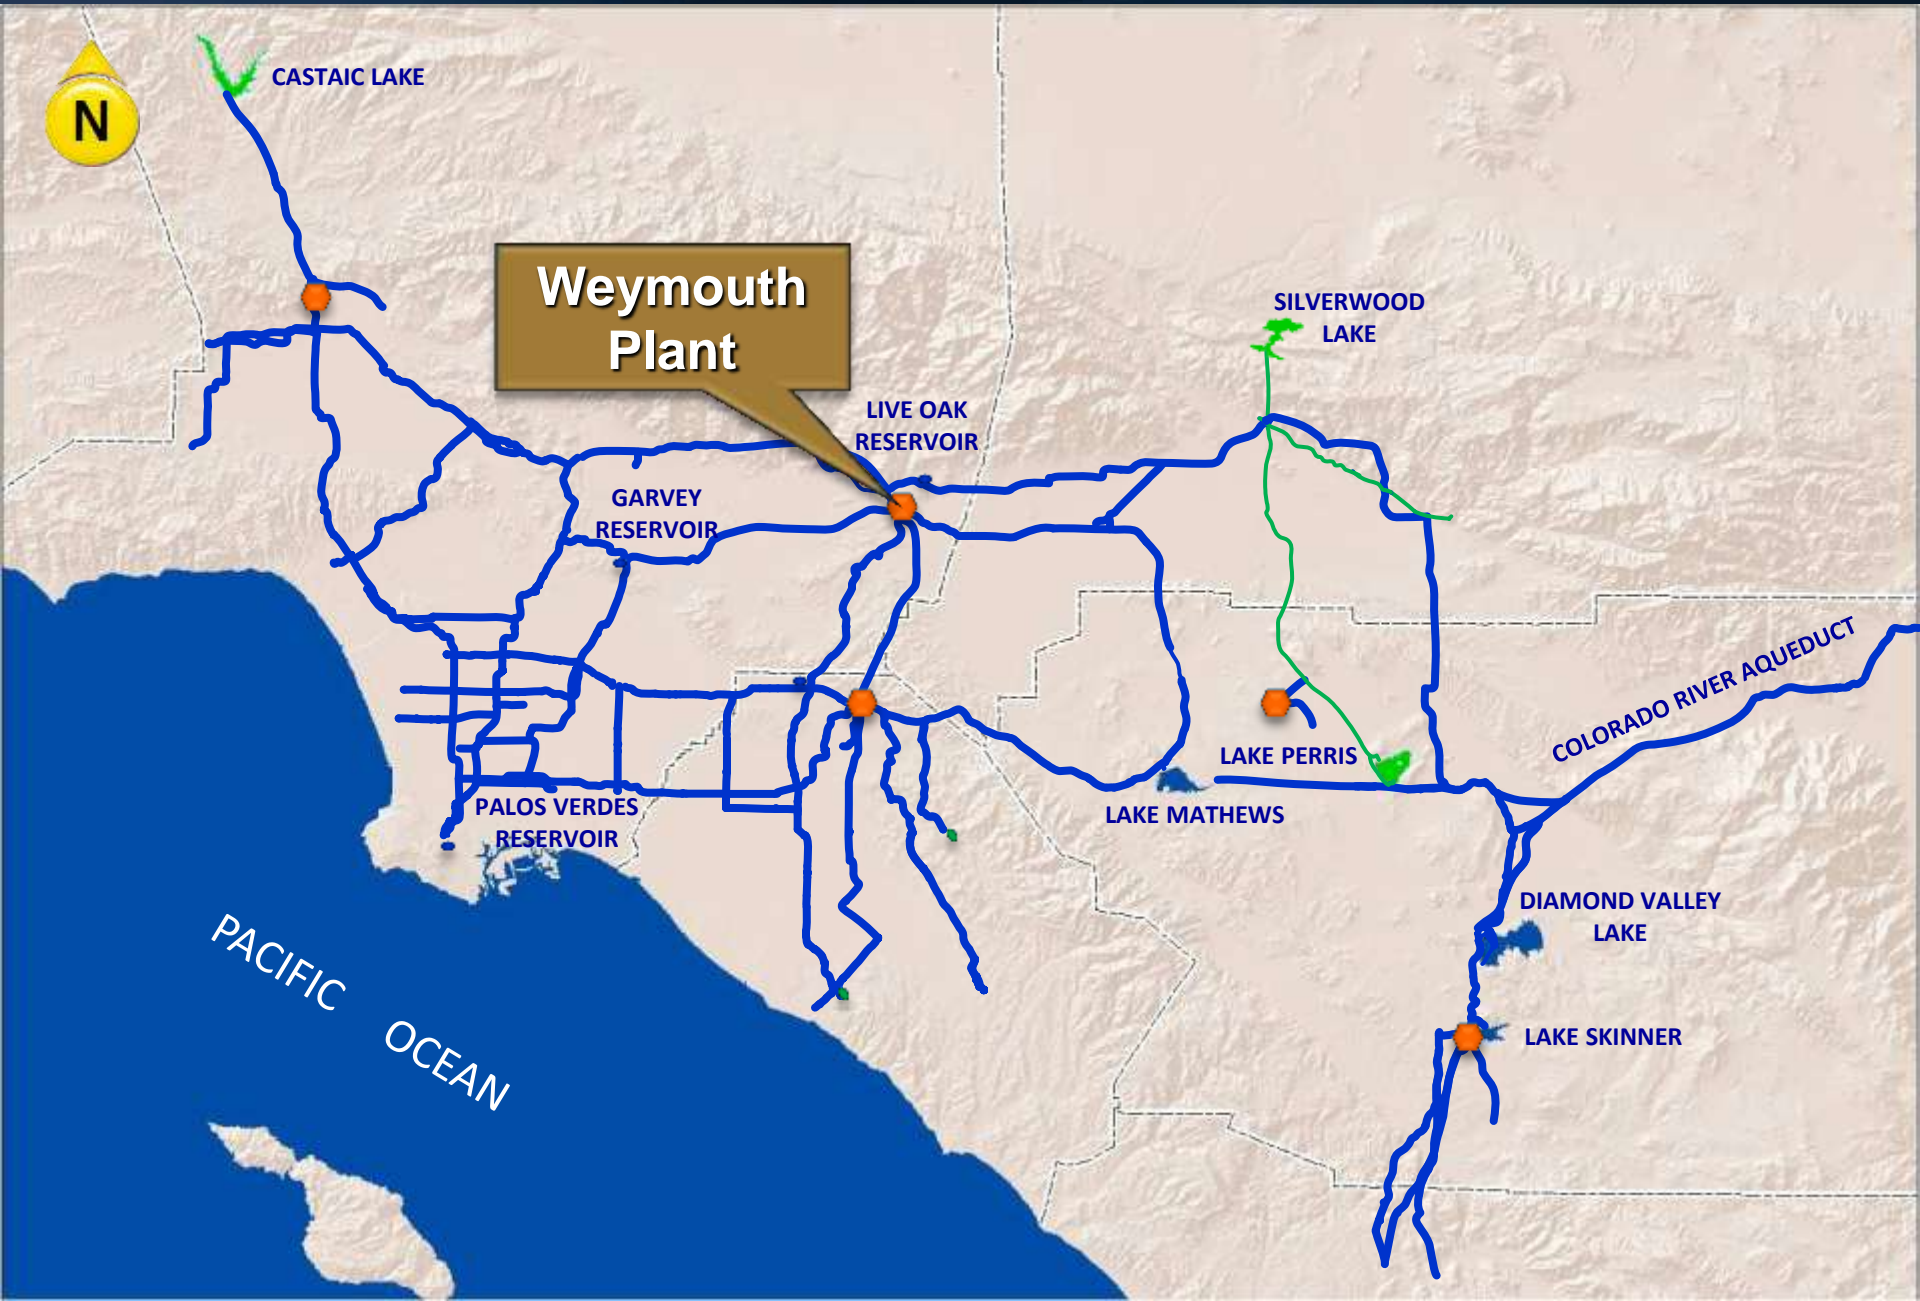 N
CASTAIC LAKE
Weymouth
Plant
SILVERWOOD
LAKE
LIVE OAK
RESERVOIR
GARVEY
RESERVOIR
COLORADO RIVER AQUEDUCT
LAKE PERRIS
LAKE MATHEWS
PALOS VERDES
RESERVOIR
DIAMOND VALLEY
LAKE
PACIFIC
OCEAN
LAKE SKINNER